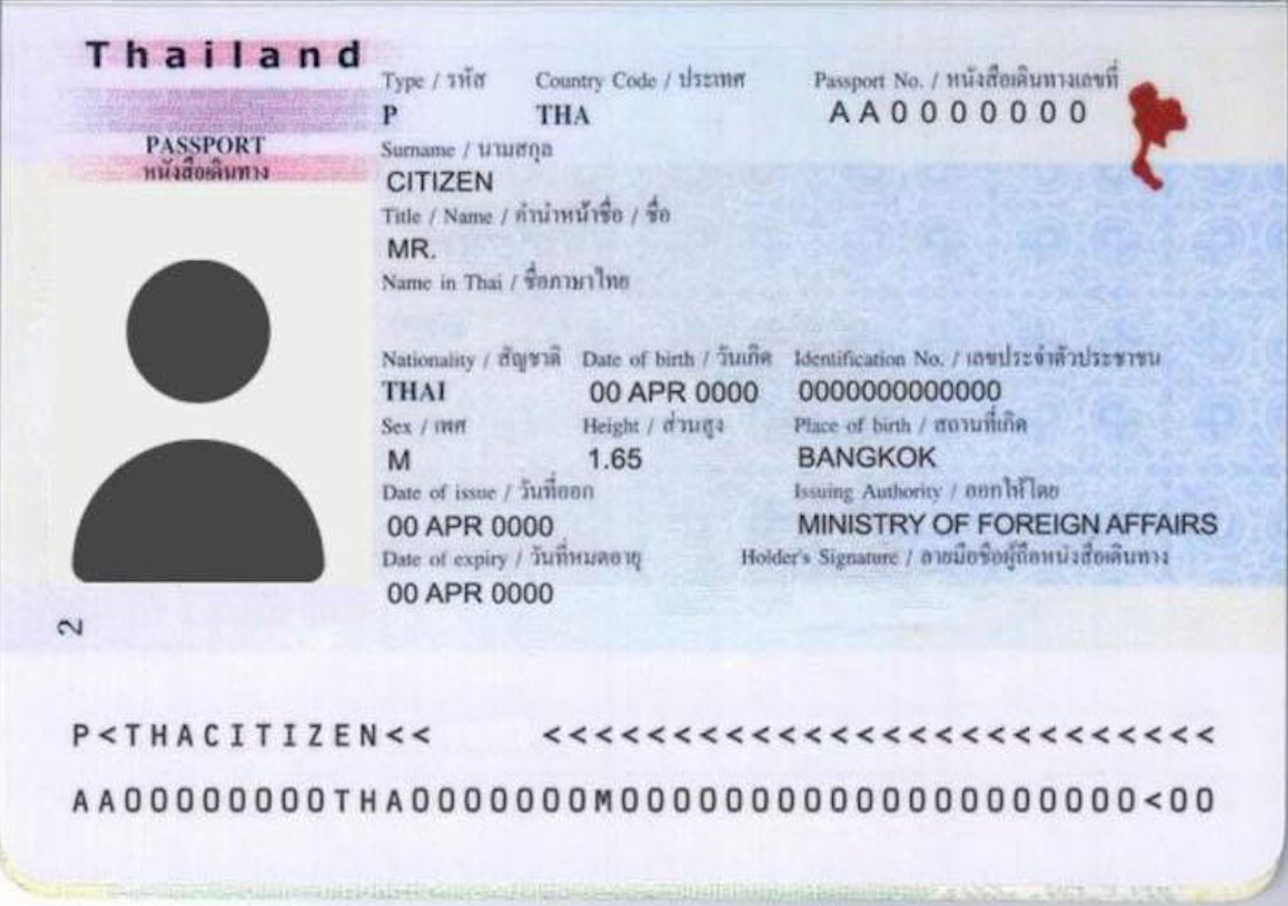 Thailand
Type / รหัส Country Code / ประเทศ Passport No. / หนังสือเดินทางเลขที่
P THA AA0000000
PASSPORT
หนังสือเดินทาง
Surname / นามสกุล
CITIZEN
Title / Name / คำนำหน้าชื่อ / ชื่อ
MR.
Name in Thai / ชื่อภาษาไทย
Nationality / สัญชาติ Date of birth / วันเกิด Identification No. / เลขประจำตัวประชาชน
THAI 00 APR 0000 0000000000000
Sex / เพศ Height / ส่วนสูง Place of birth / สถานที่เกิด
M 1.65 BANGKOK
Date of issue / วันที่ออก Issuing Authority / ออกให้โดย
00 APR 0000 MINISTRY OF FOREIGN AFFAIRS
Date of expiry / วันที่หมดอายุ Holder's Signature / ลายมือชื่อผู้ถือหนังสือเดินทาง
00 APR 0000
2
P<THACITIZEN<< <<<<<<<<<<<<<<<<<<<<<<<<<<
AA00000000THA0000000M00000000000000000000<00